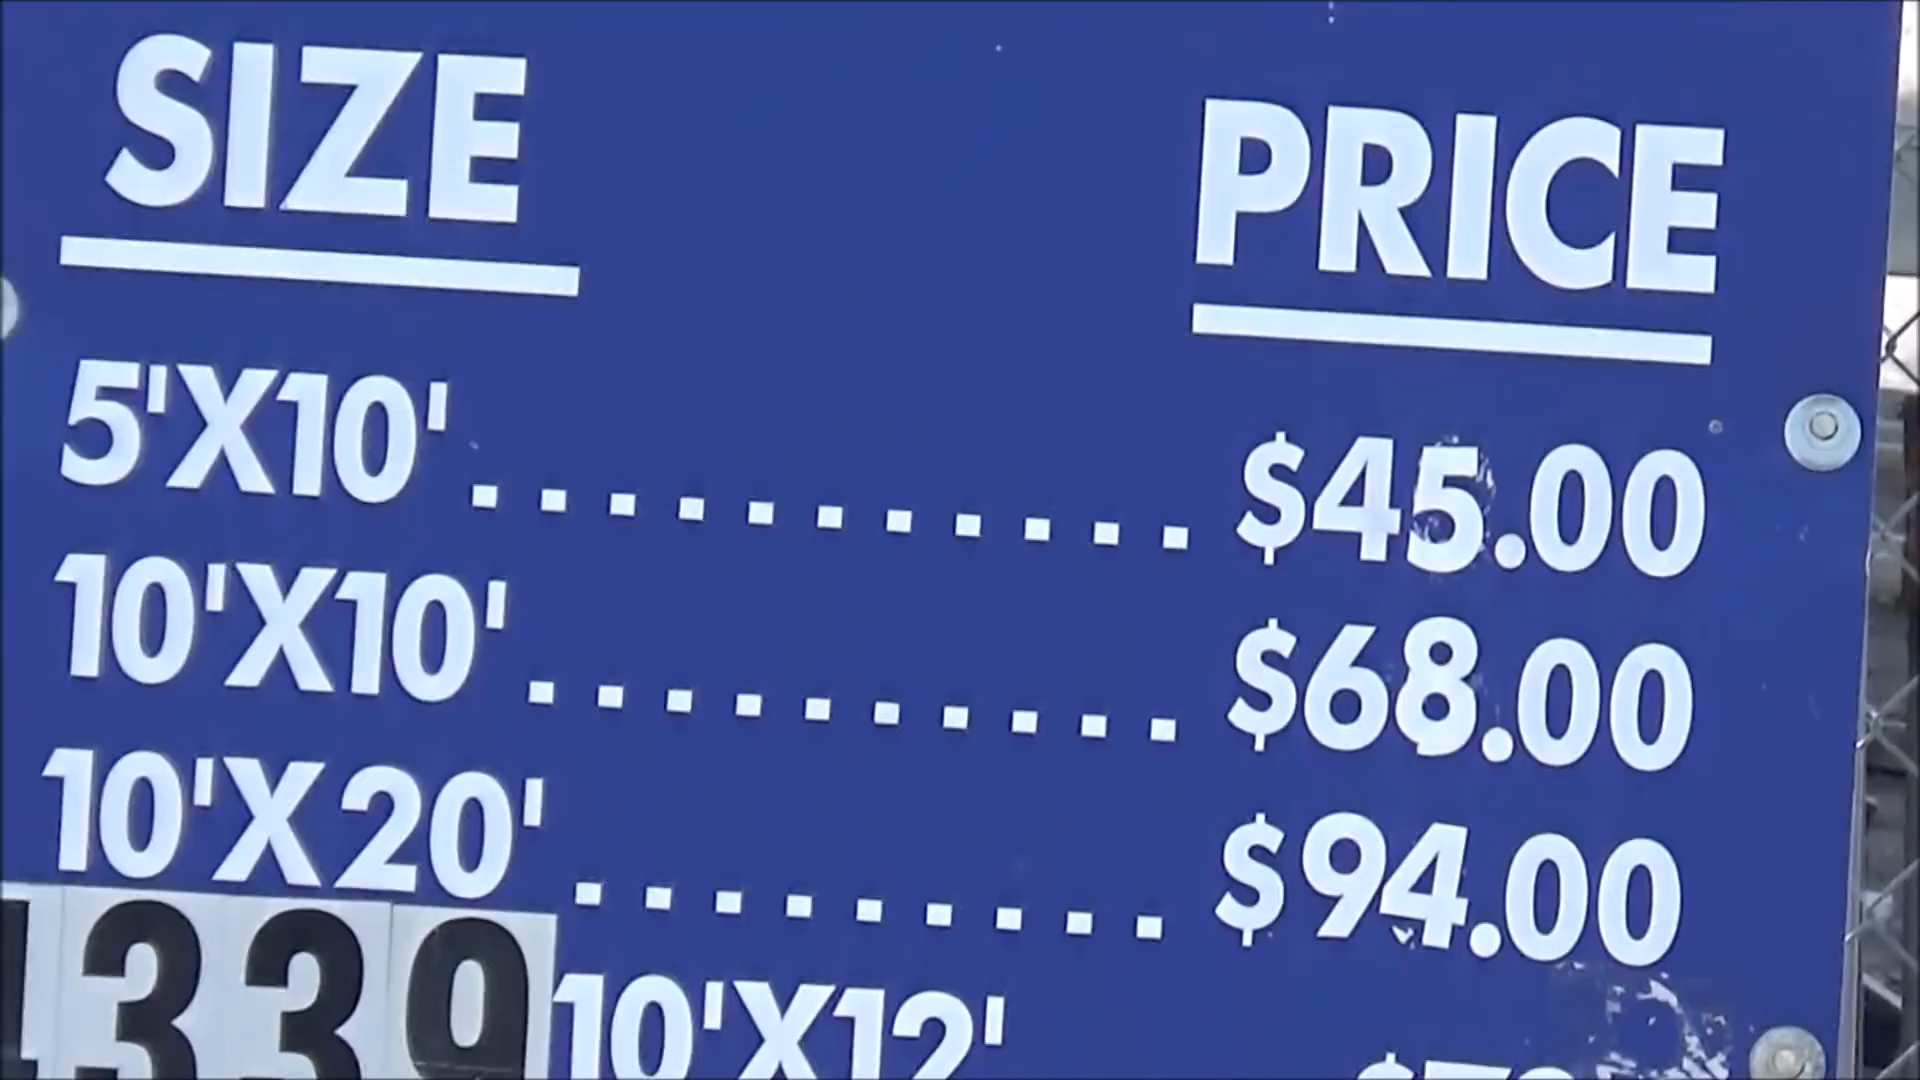 SIZE PRICE
5'X10' ........... $45.00
10'X10' .......... $68.00
10'X20' ......... $94.00
339 10'X12'